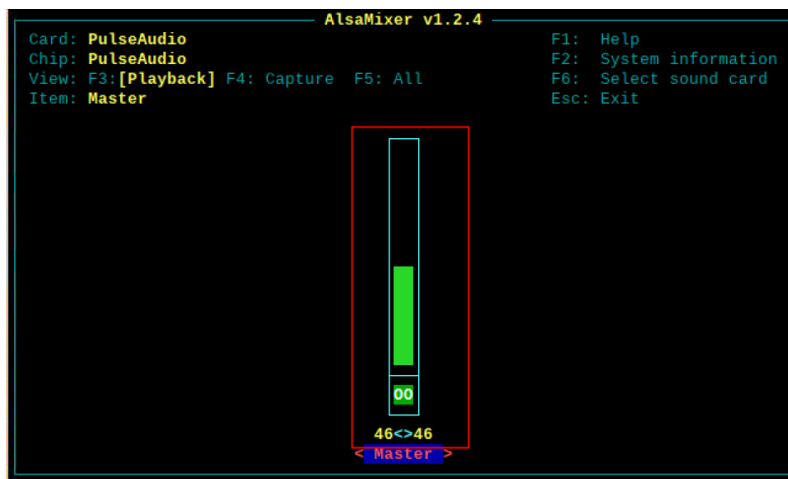 AlsaMixer v1.2.4
Card: PulseAudio F1: Help
Chip: PulseAudio F2: System information
View: F3:[Playback] F4: Capture F5: All F6: Select sound card
Item: Master Esc: Exit
OO
46<>46
< Master >